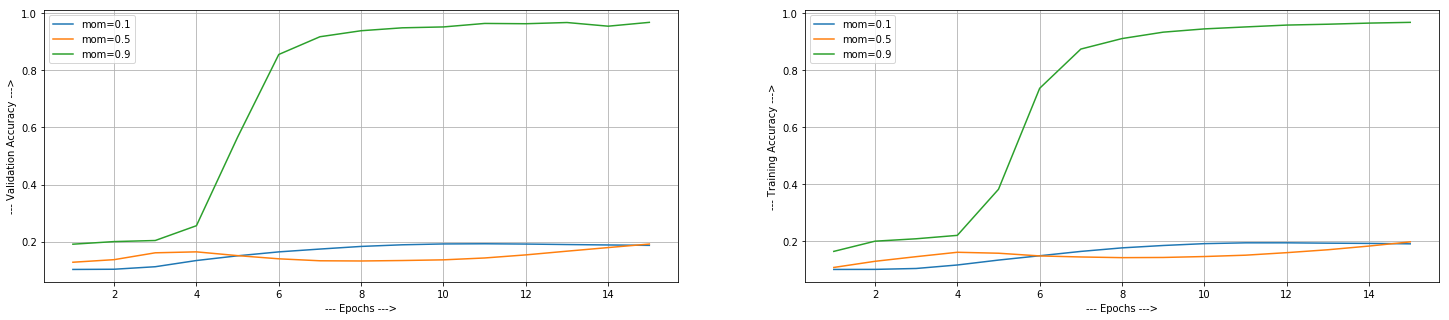 mom=0.1
mom=0.5
mom=0.9
1.0
0.8
0.6
0.4
0.2
--- Validation Accuracy --->
2 4 6 8 10 12 14
--- Epochs --->
mom=0.1
mom=0.5
mom=0.9
1.0
0.8
0.6
0.4
0.2
--- Training Accuracy --->
2 4 6 8 10 12 14
--- Epochs --->